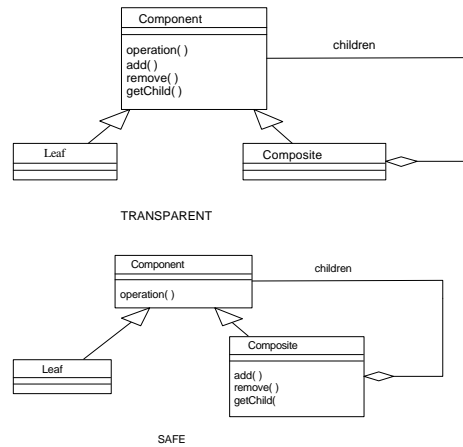 Component
operation( )
add( )
remove( )
getChild( )
children
Leaf
Composite
TRANSPARENT
Component
operation( )
children
Leaf
Composite
add( )
remove( )
getChild(
SAFE